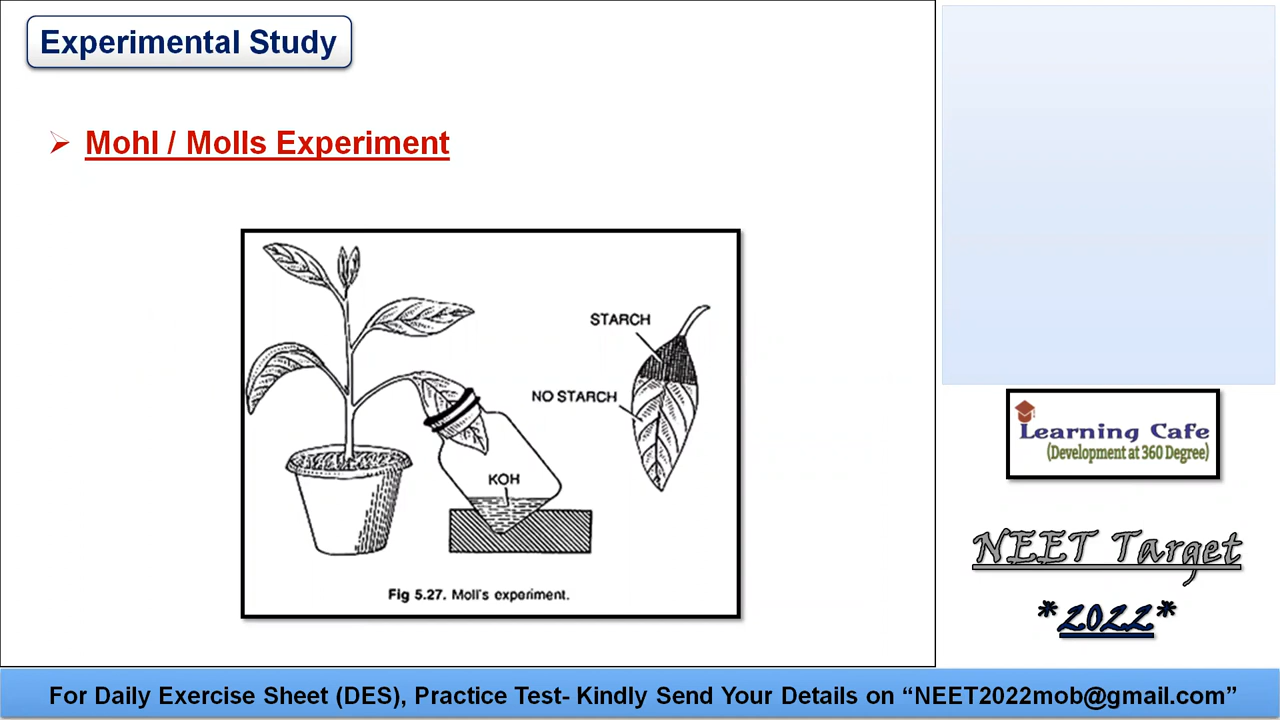 Experimental Study
Mohl / Molls Experiment
STARCH
NO STARCH
KOH
Fig 5.27. Moll's experiment.
Learning Cafe
(Development at 360 Degree)
NEET Target
*2022*
For Daily Exercise Sheet (DES), Practice Test- Kindly Send Your Details on “NEET2022mob@gmail.com”